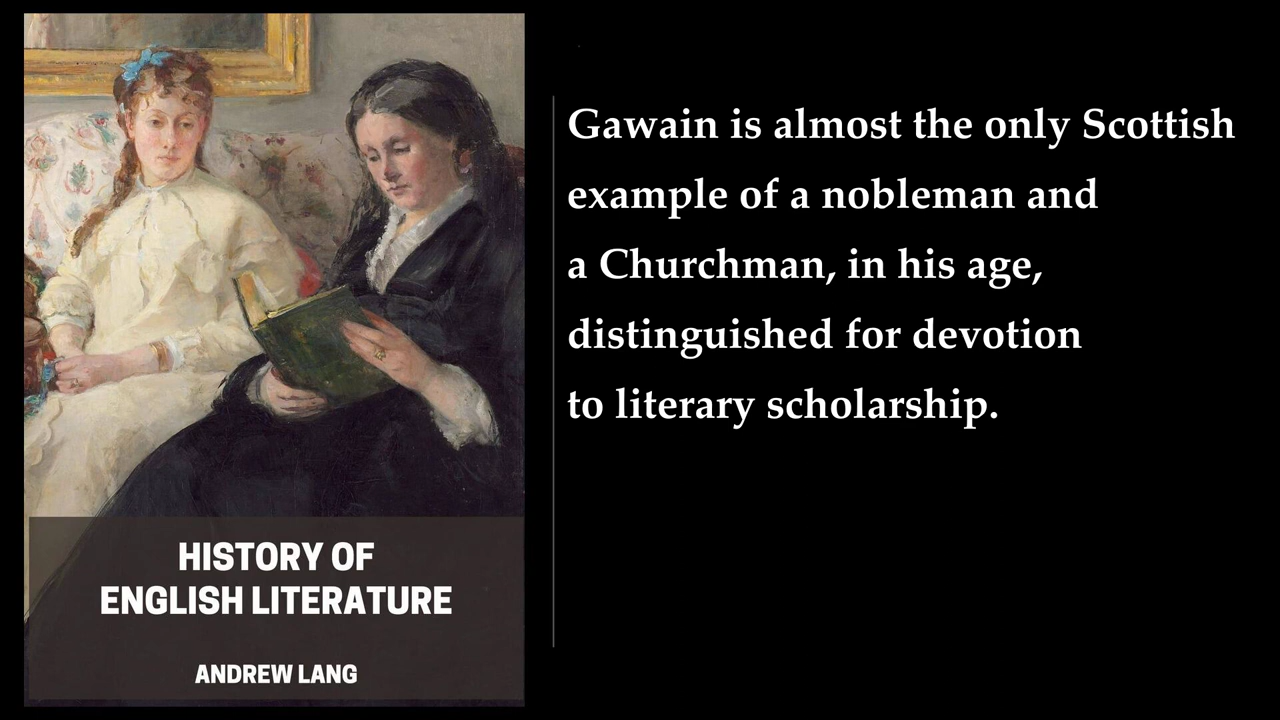 Gawain is almost the only Scottish
example of a nobleman and
a Churchman, in his age,
distinguished for devotion
to literary scholarship.
HISTORY OF
ENGLISH LITERATURE
ANDREW LANG